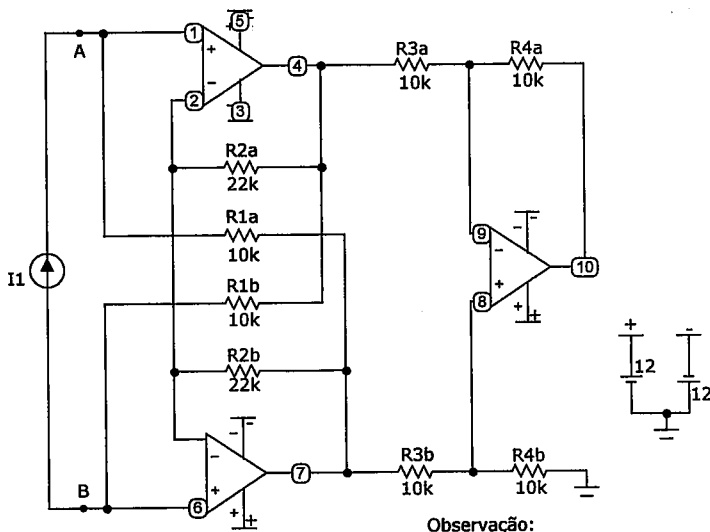 5
1
A
+
4
R3a
10k
R4a
10k
2
-
3
R2a
22k
R1a
10k
9
-
10
I1
R1b
10k
8
+
+
-
12
12
R2b
22k
-
7
R3b
10k
R4b
10k
B
6
+
Observação: